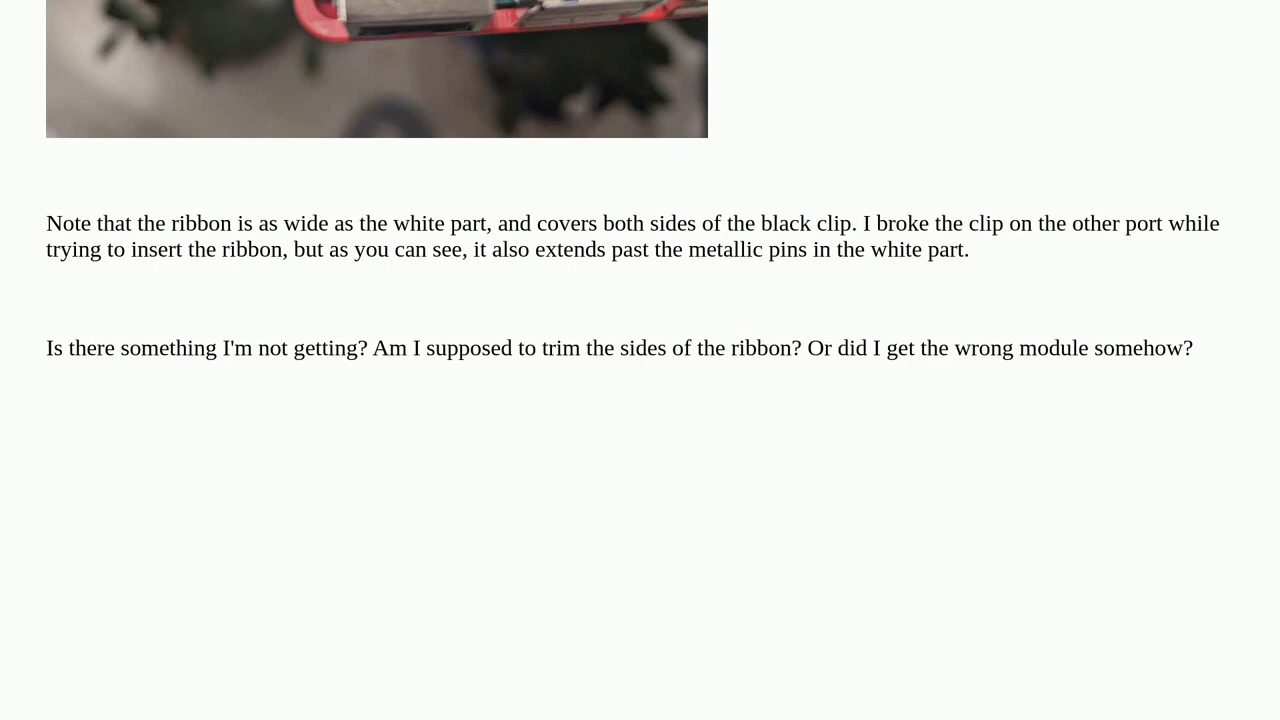 Note that the ribbon is as wide as the white part, and covers both sides of the black clip. I broke the clip on the other port while
trying to insert the ribbon, but as you can see, it also extends past the metallic pins in the white part.
Is there something I'm not getting? Am I supposed to trim the sides of the ribbon? Or did I get the wrong module somehow?